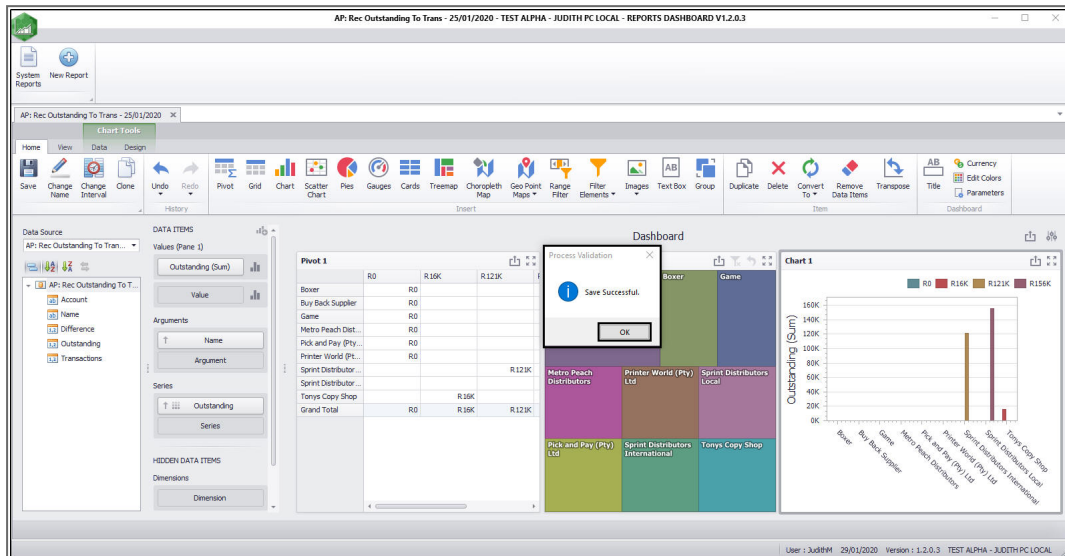 AP: Rec Outstanding To Trans - 25/01/2020 - TEST ALPHA - JUDITH PC LOCAL - REPORTS DASHBOARD V1.2.0.3
System Reports
New Report
AP: Rec Outstanding To Trans - 25/01/2020
Chart Tools
Home View Data Design
Save
Change Name
Change Interval
Clone
Undo
Redo
Pivot
Grid
Chart
Scatter Chart
Pies
Gauges
Cards
Treemap
Choropleth Map
Geo Point Maps
Range Filter
Filter Elements
Images
AB
Text Box
Group
Duplicate
Delete
Convert To
Remove Data Items
Transpose
AB
Title
Currency
Edit Colors
Parameters
History
Insert
Item
Dashboard
Data Source
AP: Rec Outstanding To Tran...
AP: Rec Outstanding To T...
ab Account
ab Name
1,2 Difference
1,2 Outstanding
1,2 Transactions
DATA ITEMS
Values (Pane 1)
Outstanding (Sum)
Value
Arguments
Name
Argument
Series
Outstanding
Series
HIDDEN DATA ITEMS
Dimensions
Dimension
Dashboard
Pivot 1
R0 R16K R121K
Boxer R0
Buy Back Supplier R0
Game R0
Metro Peach Dist... R0
Pick and Pay (Pty... R0
Printer World (Pt... R0
Sprint Distributor... R121K
Sprint Distributor...
Tonys Copy Shop R16K
Grand Total R0 R16K R121K
Process Validation
Save Successful.
OK
Boxer
Game
Metro Peach Distributors
Printer World (Pty) Ltd
Sprint Distributors Local
Pick and Pay (Pty) Ltd
Sprint Distributors International
Tonys Copy Shop
Chart 1
R0 R16K R121K R156K
Outstanding (Sum)
160K
140K
120K
100K
80K
60K
40K
20K
0K
Boxer
Buy Back Supplier
Game
Metro Peach Distributors
Pick and Pay (Pty) Ltd
Printer World (Pty) Ltd
Sprint Distributors International
Sprint Distributors Local
Tonys Copy Shop
User : JudithM 29/01/2020 Version : 1.2.0.3 TEST ALPHA - JUDITH PC LOCAL